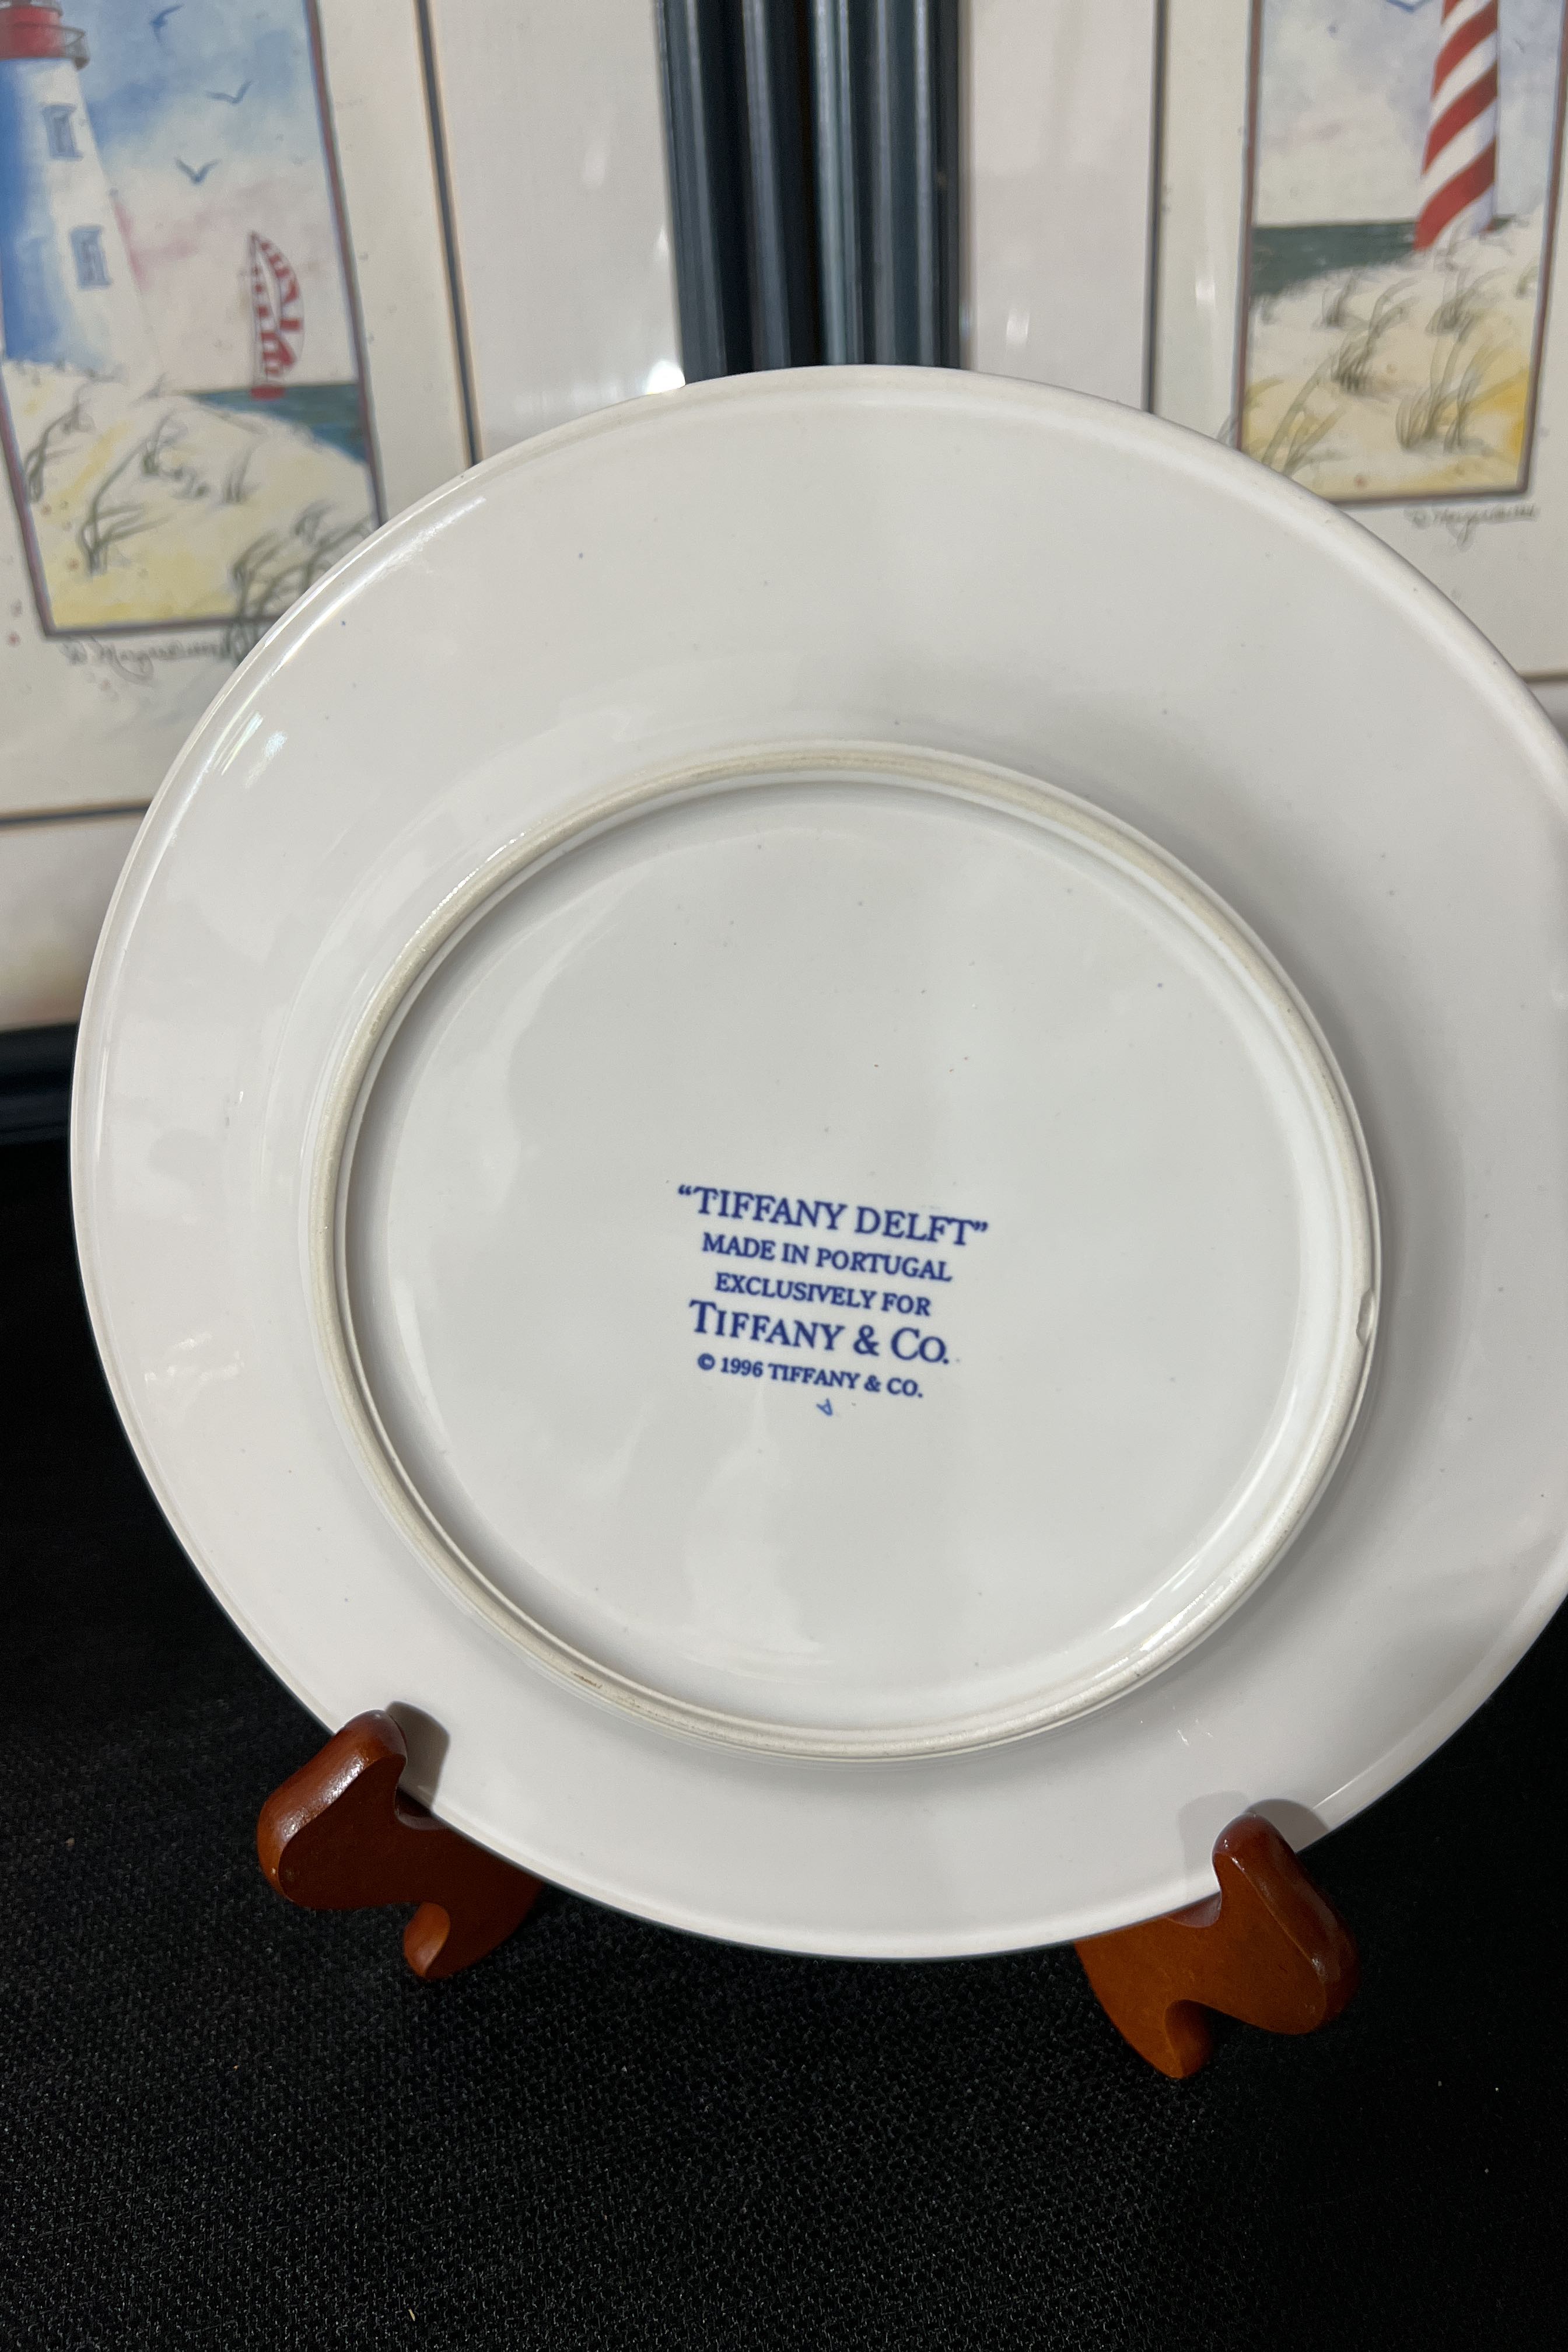 “TIFFANY DELFT”
MADE IN PORTUGAL
EXCLUSIVELY FOR
TIFFANY & CO.
© 1996 TIFFANY & CO.